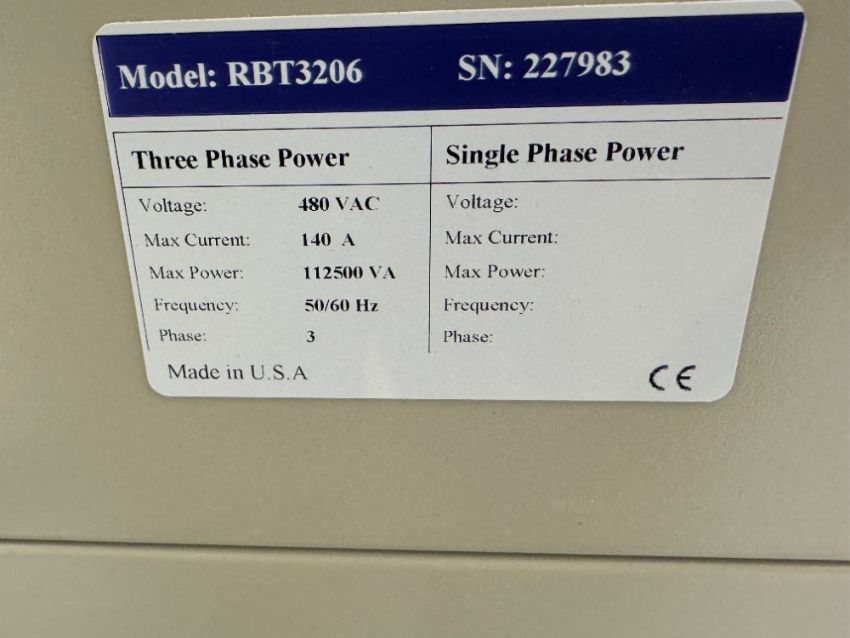 Model: RBT3206 SN: 227983
Three Phase Power Single Phase Power
Voltage: 480 VAC Voltage:
Max Current: 140 A Max Current:
Max Power: 112500 VA Max Power:
Frequency: 50/60 Hz Frequency:
Phase: 3 Phase:
Made in U.S.A CE